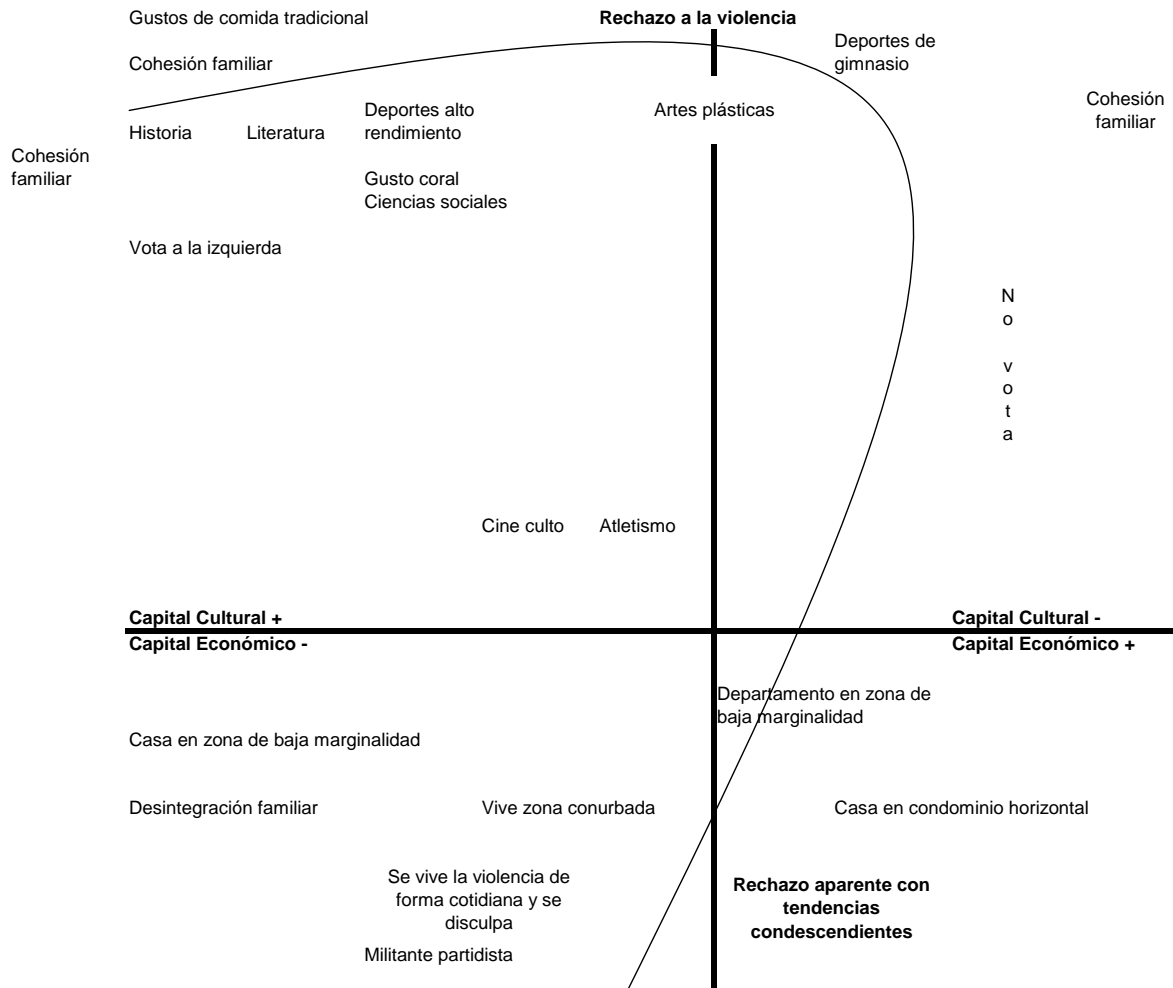 Gustos de comida tradicional
Rechazo a la violencia
Deportes de
gimnasio
Cohesión familiar
Cohesión
familiar
Historia
Literatura
Deportes alto
rendimiento
Artes plásticas
Cohesión
familiar
Gusto coral
Ciencias sociales
Vota a la izquierda
N
o
v
o
t
a
Cine culto
Atletismo
Capital Cultural +
Capital Cultural -
Capital Económico -
Capital Económico +
Departamento en zona de
baja marginalidad
Casa en zona de baja marginalidad
Desintegración familiar
Vive zona conurbada
Casa en condominio horizontal
Se vive la violencia de
forma cotidiana y se
disculpa
Rechazo aparente con
tendencias
condescendientes
Militante partidista